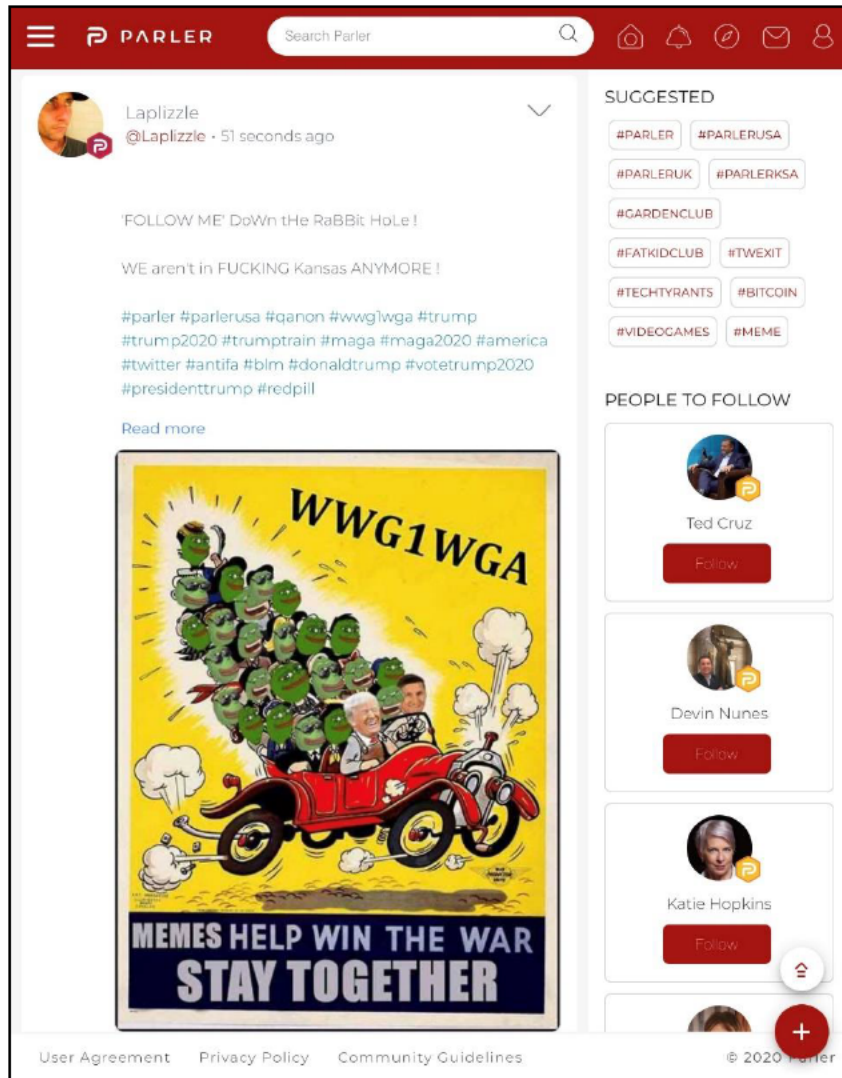 PARLER
Search Parler
Laplizzle
@Laplizzle • 51 seconds ago
'FOLLOW ME' DoWn tHe RaBBit HoLe !
WE aren't in FUCKING Kansas ANYMORE !
#parler #parlerusa #qanon #wwg1wga #trump
#trump2020 #trumptrain #maga #maga2020 #america
#twitter #antifa #blm #donaldtrump #votetrump2020
#presidenttrump #redpill
Read more
WWG1WGA
MEMES HELP WIN THE WAR
STAY TOGETHER
SUGGESTED
#PARLER #PARLERUSA
#PARLERUK #PARLERKSA
#GARDENCLUB
#FATKIDCLUB #TWEXIT
#TECHTYRANTS #BITCOIN
#VIDEOGAMES #MEME
PEOPLE TO FOLLOW
Ted Cruz
Follow
Devin Nunes
Follow
Katie Hopkins
Follow
User Agreement Privacy Policy Community Guidelines
© 2020 Parler